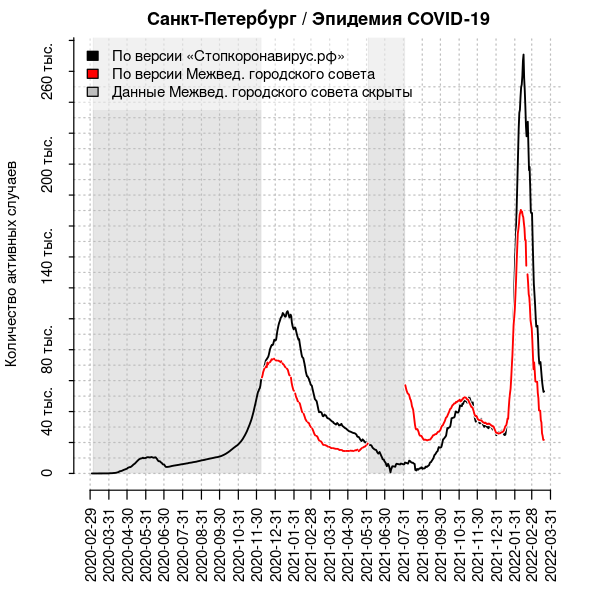 Санкт-Петербург / Эпидемия COVID-19
По версии «Стопкоронавирус.рф»
По версии Межвед. городского совета
Данные Межвед. городского совета скрыты
Количество активных случаев
260 тыс.
200 тыс.
140 тыс.
80 тыс.
40 тыс.
0
2020-02-29
2020-03-31
2020-04-30
2020-05-31
2020-06-30
2020-07-31
2020-08-31
2020-09-30
2020-10-31
2020-11-30
2020-12-31
2021-01-31
2021-02-28
2021-03-31
2021-04-30
2021-05-31
2021-06-30
2021-07-31
2021-08-31
2021-09-30
2021-10-31
2021-11-30
2021-12-31
2022-01-31
2022-02-28
2022-03-31